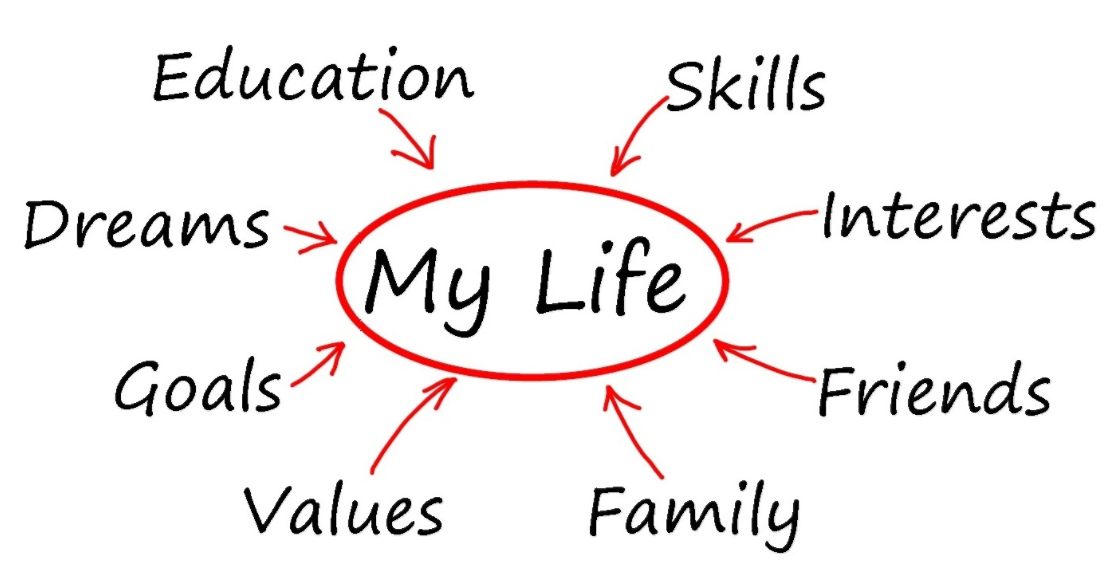 Education
Skills
Dreams
Interests
My Life
Goals
Friends
Values
Family